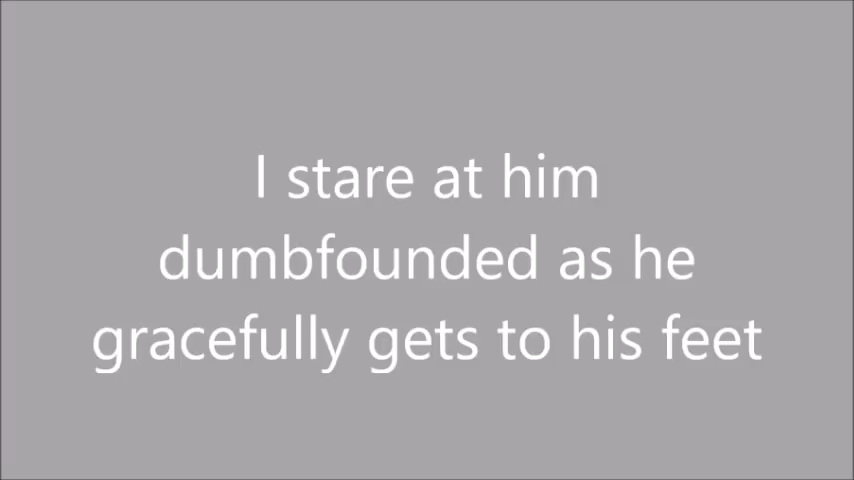 I stare at him
dumbfounded as he
gracefully gets to his feet